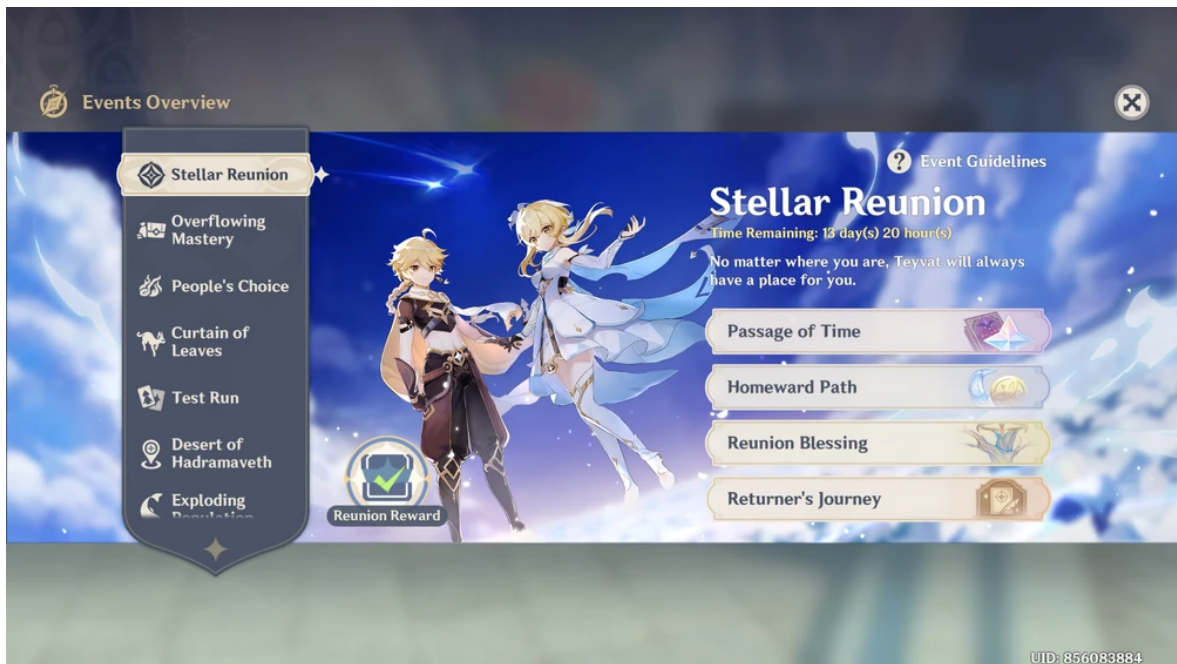 Events Overview
Stellar Reunion
Overflowing
Mastery
People's Choice
Curtain of
Leaves
Test Run
Desert of
Hadramaveth
Exploding
Population
Reunion Reward
Event Guidelines
Stellar Reunion
Time Remaining: 13 day(s) 20 hour(s)
No matter where you are, Teyvat will always
have a place for you.
Passage of Time
Homeward Path
Reunion Blessing
Returner's Journey
UID: 856083884